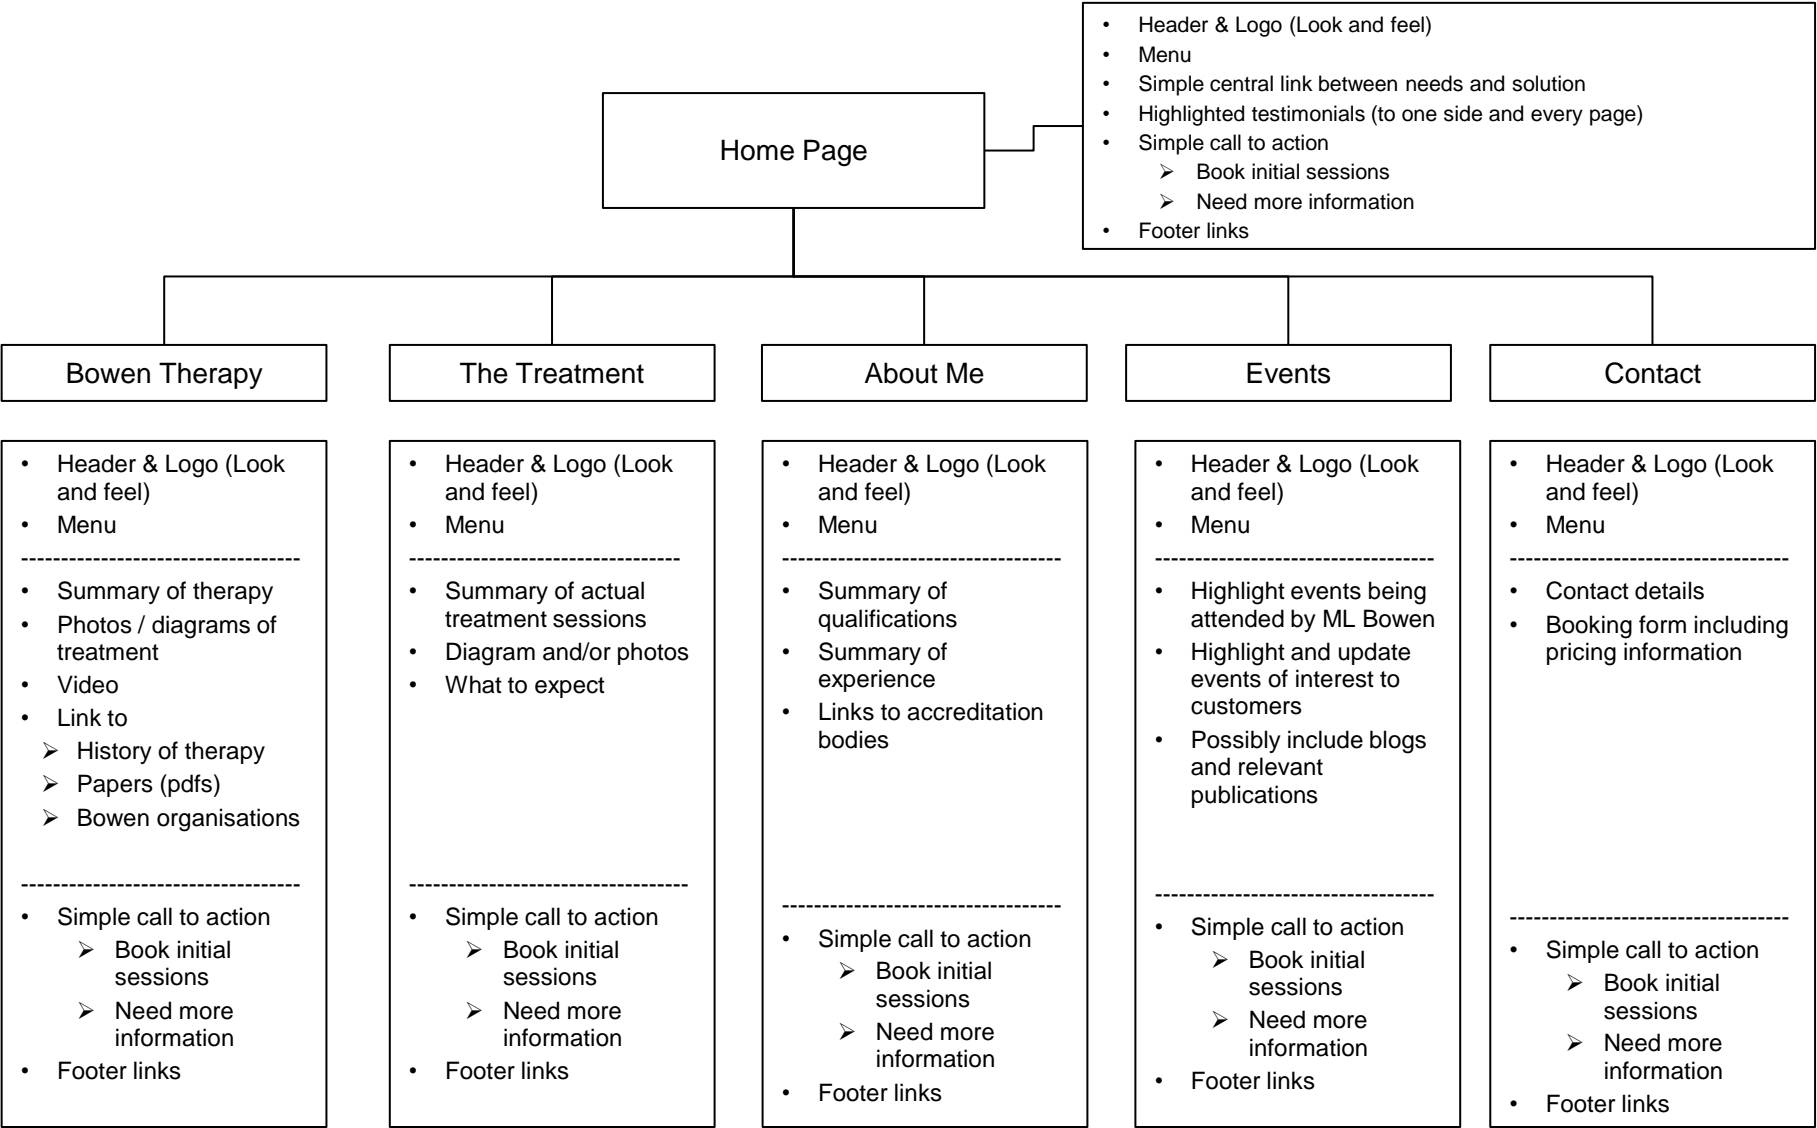 • Header & Logo (Look and feel)
• Menu
• Simple central link between needs and solution
• Highlighted testimonials (to one side and every page)
• Simple call to action
➢ Book initial sessions
➢ Need more information
• Footer links
Home Page
Bowen Therapy
The Treatment
About Me
Events
Contact
• Header & Logo (Look
and feel)
• Menu
-----------------------------------
• Summary of therapy
• Photos / diagrams of
treatment
• Video
• Link to
➢ History of therapy
➢ Papers (pdfs)
➢ Bowen organisations
-----------------------------------
• Simple call to action
➢ Book initial
sessions
➢ Need more
information
• Footer links
• Header & Logo (Look
and feel)
• Menu
----------------------------------
• Summary of actual
treatment sessions
• Diagram and/or photos
• What to expect
-----------------------------------
• Simple call to action
➢ Book initial
sessions
➢ Need more
information
• Footer links
• Header & Logo (Look
and feel)
• Menu
-----------------------------------
• Summary of
qualifications
• Summary of
experience
• Links to accreditation
bodies
-----------------------------------
• Simple call to action
➢ Book initial
sessions
➢ Need more
information
• Footer links
• Header & Logo (Look
and feel)
• Menu
-----------------------------------
• Highlight events being
attended by ML Bowen
• Highlight and update
events of interest to
customers
• Possibly include blogs
and relevant
publications
-----------------------------------
• Simple call to action
➢ Book initial
sessions
➢ Need more
information
• Footer links
• Header & Logo (Look
and feel)
• Menu
-----------------------------------
• Contact details
• Booking form including
pricing information
-----------------------------------
• Simple call to action
➢ Book initial
sessions
➢ Need more
information
• Footer links